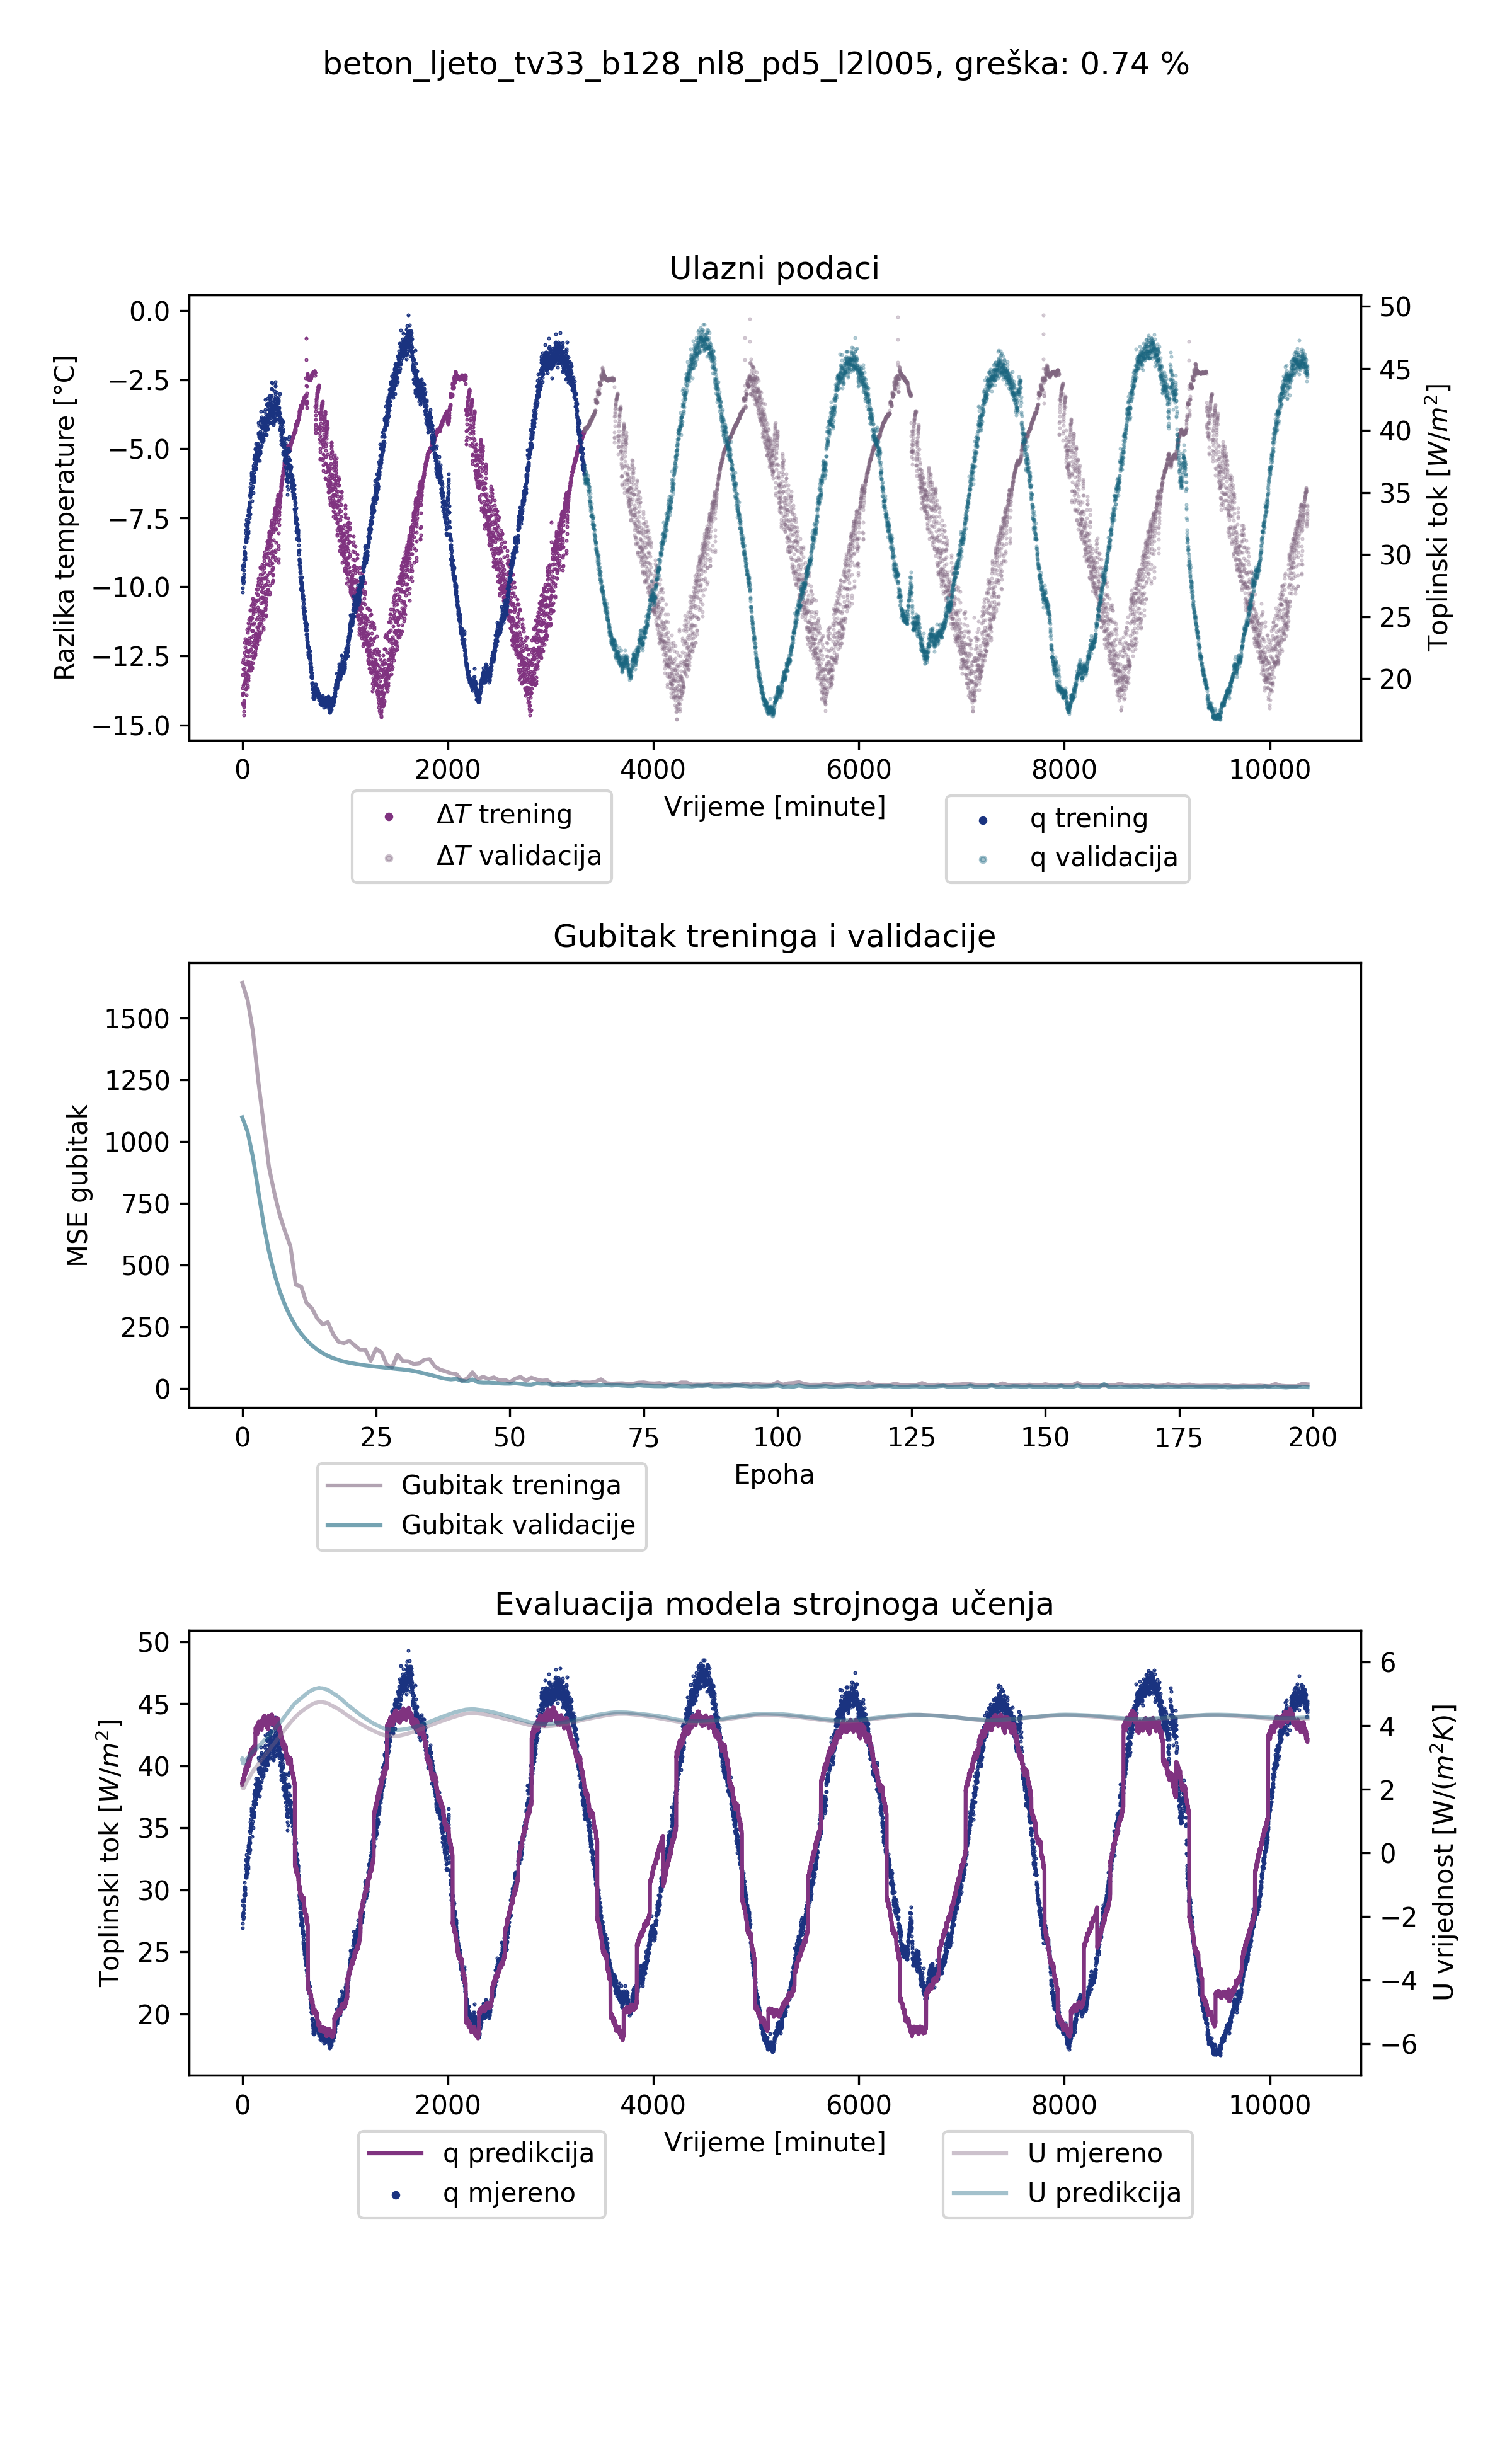 beton_ljeto_tv33_b128_nl8_pd5_l2l005, greška: 0.74 %
Ulazni podaci
0.0
−2.5
−5.0
−7.5
−10.0
−12.5
−15.0
Razlika temperature [°C]
50
45
40
35
30
25
20
Toplinski tok [W/m²]
0 2000 4000 6000 8000 10000
Vrijeme [minute]
ΔT trening
ΔT validacija
q trening
q validacija
Gubitak treninga i validacije
1500
1250
1000
750
500
250
0
MSE gubitak
0 25 50 75 100 125 150 175 200
Epoha
Gubitak treninga
Gubitak validacije
Evaluacija modela strojnoga učenja
50
45
40
35
30
25
20
Toplinski tok [W/m²]
6
4
2
0
−2
−4
−6
U vrijednost [W/(m²K)]
0 2000 4000 6000 8000 10000
Vrijeme [minute]
q predikcija
q mjereno
U mjereno
U predikcija